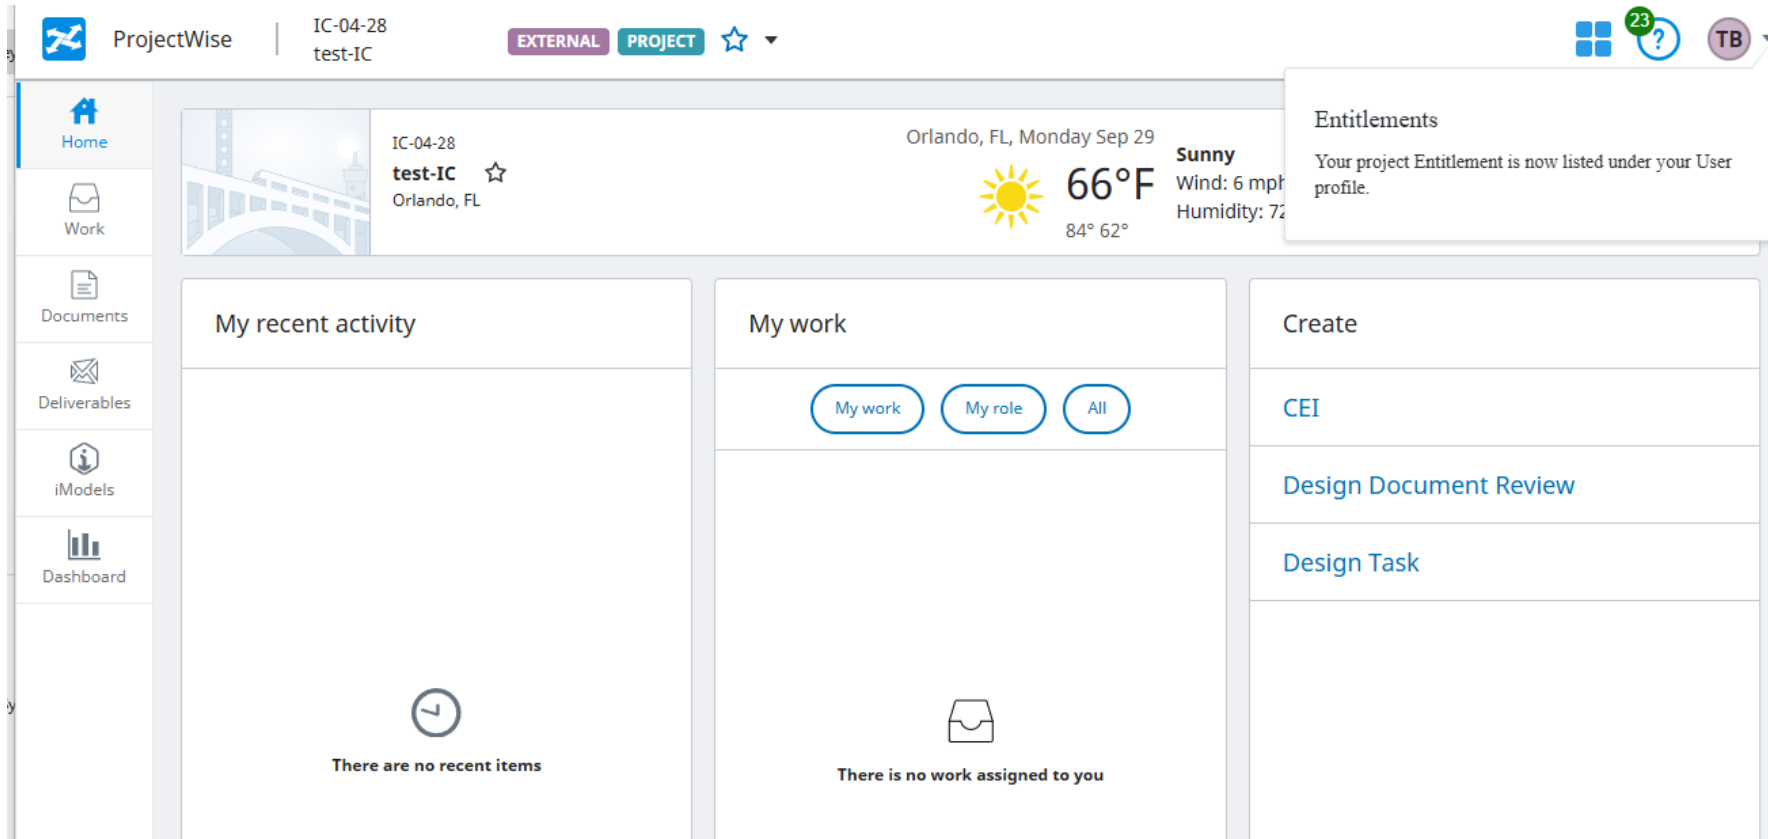 ProjectWise
IC-04-28
test-IC
EXTERNAL
PROJECT
23
?
TB
Home
Work
Documents
Deliverables
iModels
Dashboard
IC-04-28
test-IC
Orlando, FL
Orlando, FL, Monday Sep 29
66°F
84° 62°
Sunny
Wind: 6 mph
Humidity: 72
Entitlements
Your project Entitlement is now listed under your User
profile.
My recent activity
There are no recent items
My work
My work
My role
All
There is no work assigned to you
Create
CEI
Design Document Review
Design Task